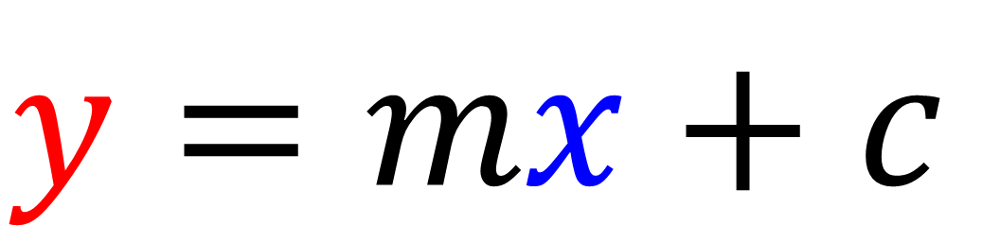 y = mx + c